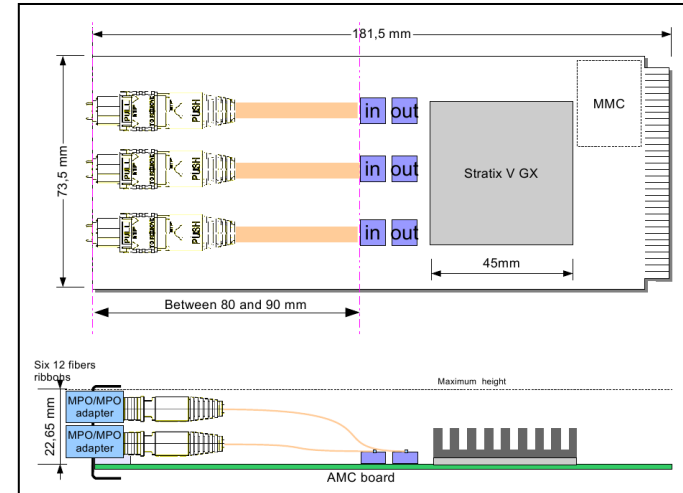 181,5 mm
MMC
PULL
PUSH
in out
73,5 mm
PULL
PUSH
in out
Stratix V GX
PULL
PUSH
in out
45mm
Between 80 and 90 mm
Six 12 fibers
ribbons
Maximum height
MPO/MPO
adapter
22,65 mm
MPO/MPO
adapter
AMC board